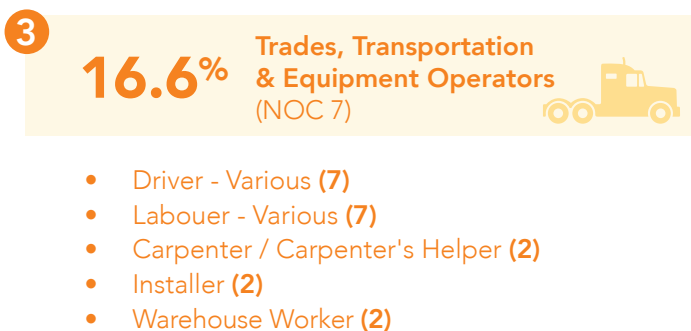 3
16.6%
Trades, Transportation
& Equipment Operators
(NOC 7)
• Driver - Various (7)
• Labouer - Various (7)
• Carpenter / Carpenter's Helper (2)
• Installer (2)
• Warehouse Worker (2)